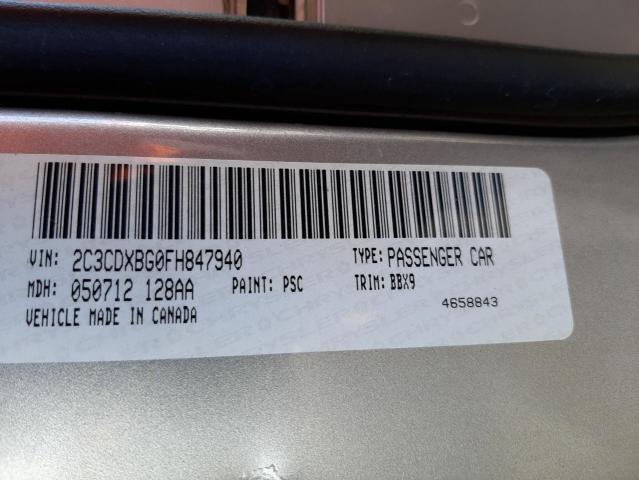 VIN: 2C3CDXBG0FH847940 TYPE: PASSENGER CAR
MDH: 050712 128AA PAINT: PSC TRIM: BBX9
VEHICLE MADE IN CANADA 4658843